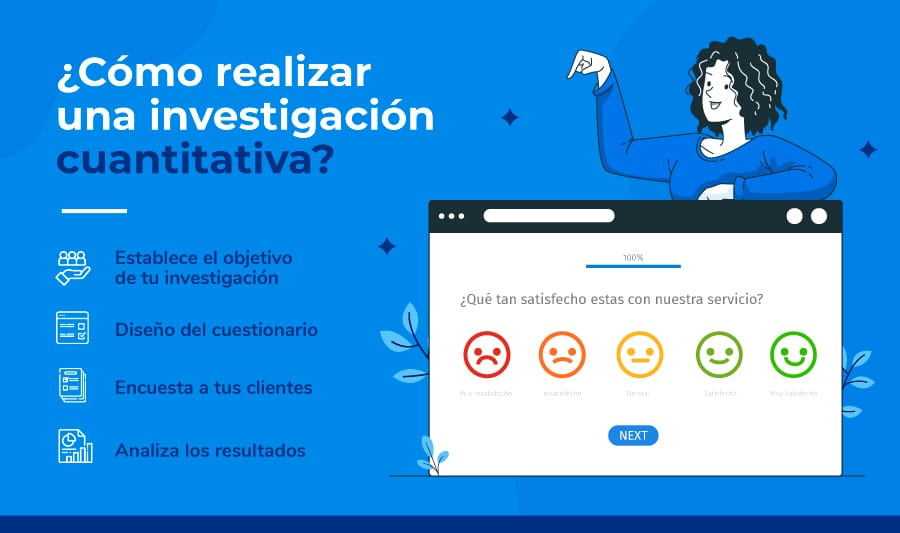 ¿Cómo realizar
una investigación
cuantitativa?
Establece el objetivo
de tu investigación
Diseño del cuestionario
Encuesta a tus clientes
Analiza los resultados
100%
¿Qué tan satisfecho estas con nuestra servicio?
Muy Insatisfecho
Insatisfecho
Neutral
Satisfecho
Muy Satisfecho
NEXT